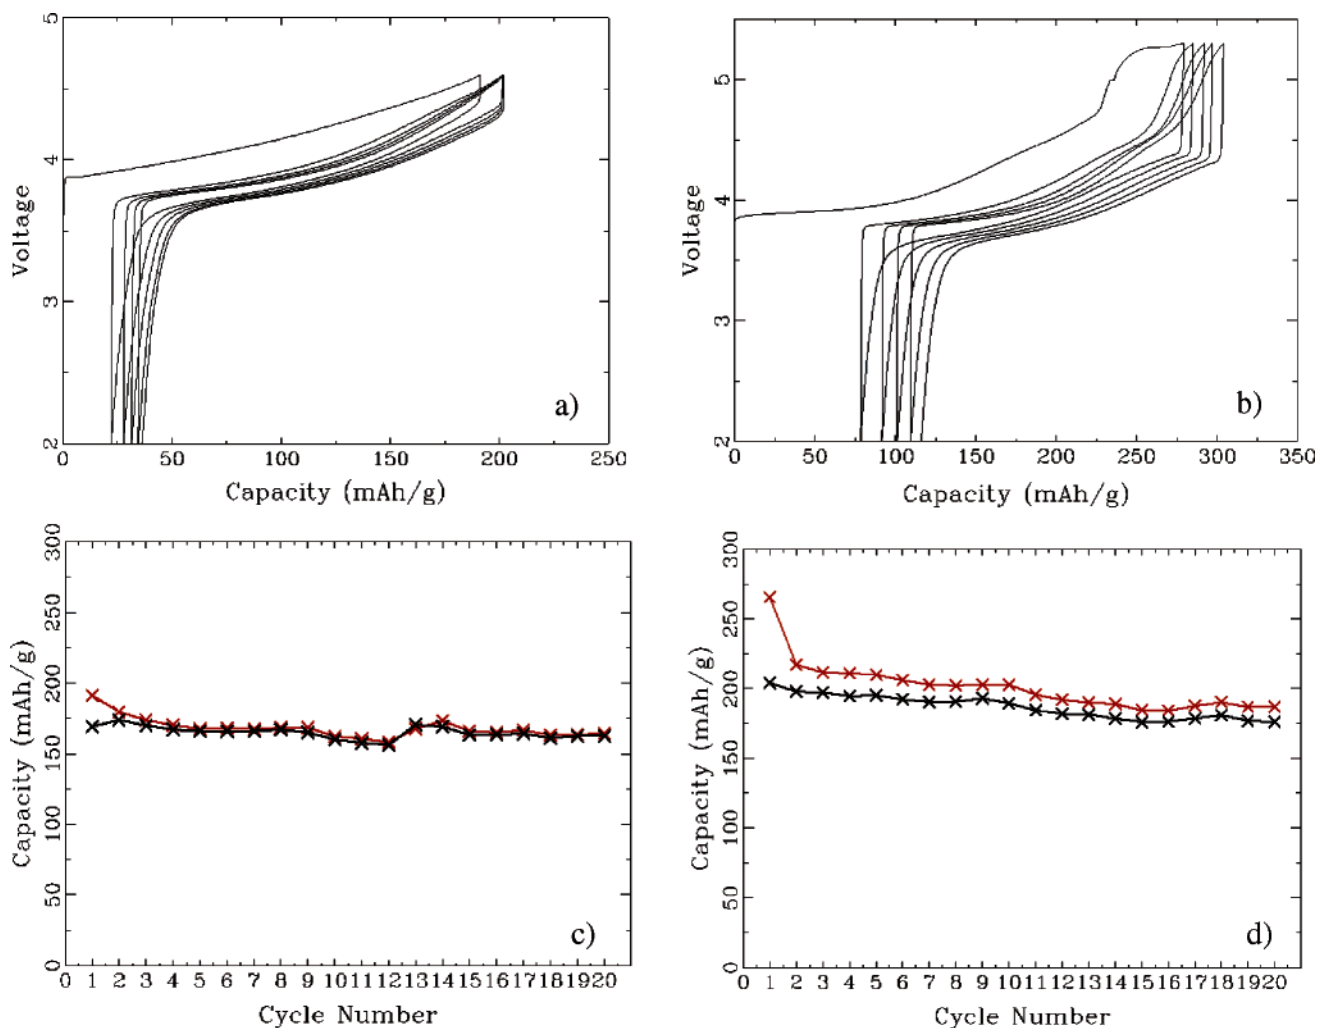 5
4
3
2
Voltage
a)
0 50 100 150 200 250
Capacity (mAh/g)
5
4
3
2
Voltage
b)
0 50 100 150 200 250 300 350
Capacity (mAh/g)
300
250
200
150
100
50
0
Capacity (mAh/g)
c)
0 1 2 3 4 5 6 7 8 9 10 11 12 13 14 15 16 17 18 19 20
Cycle Number
300
250
200
150
100
50
0
Capacity (mAh/g)
d)
0 1 2 3 4 5 6 7 8 9 10 11 12 13 14 15 16 17 18 19 20
Cycle Number